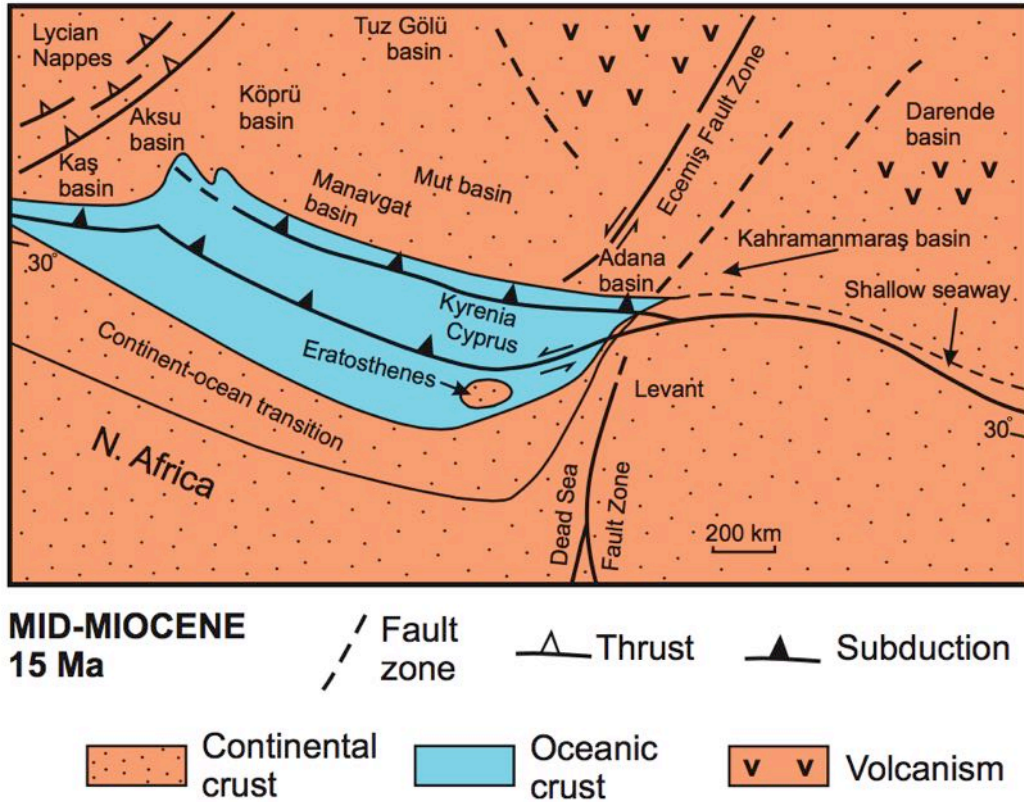 Lycian
Nappes
Tuz Gölü
basin
Köprü
basin
Aksu
basin
Kaş
basin
Manavgat
basin
Mut basin
Ecemiş Fault Zone
Darende
basin
Kahramanmaraş basin
Adana
basin
Shallow seaway
30°
Kyrenia
Cyprus
Eratosthenes
Continent-ocean transition
N. Africa
Levant
30°
Dead Sea
Fault Zone
200 km
MID-MIOCENE
15 Ma
Fault
zone
Thrust
Subduction
Continental
crust
Oceanic
crust
Volcanism